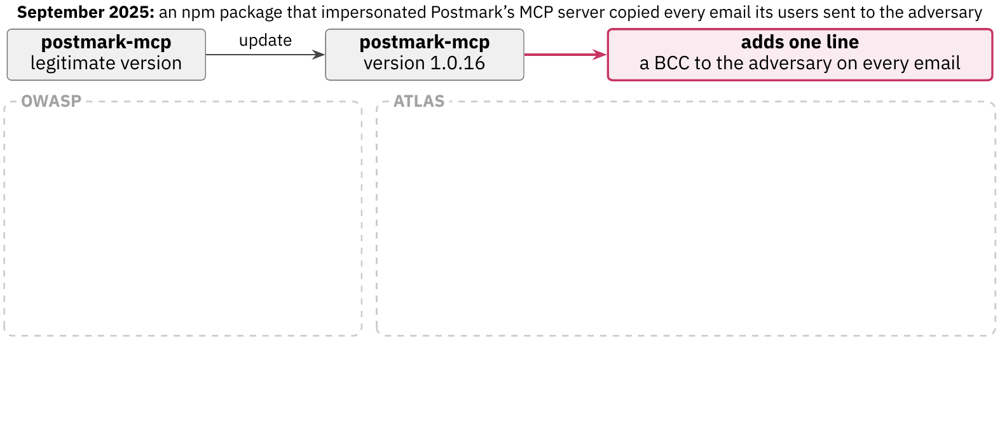 September 2025: an npm package that impersonated Postmark’s MCP server copied every email its users sent to the adversary
postmark-mcp
legitimate version
update
postmark-mcp
version 1.0.16
adds one line
a BCC to the adversary on every email
OWASP
ATLAS